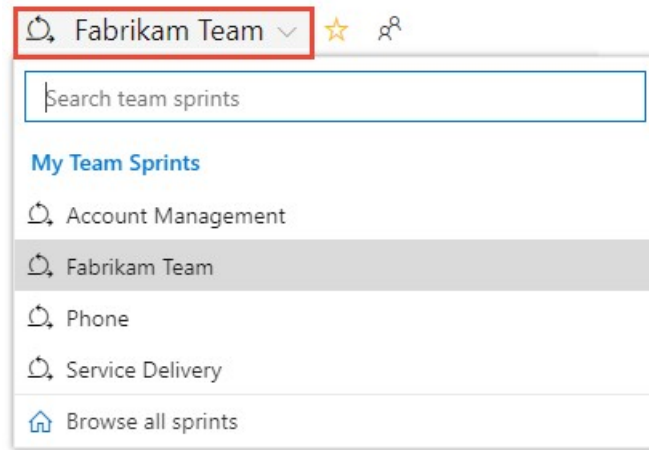 Fabrikam Team
Search team sprints
My Team Sprints
Account Management
Fabrikam Team
Phone
Service Delivery
Browse all sprints